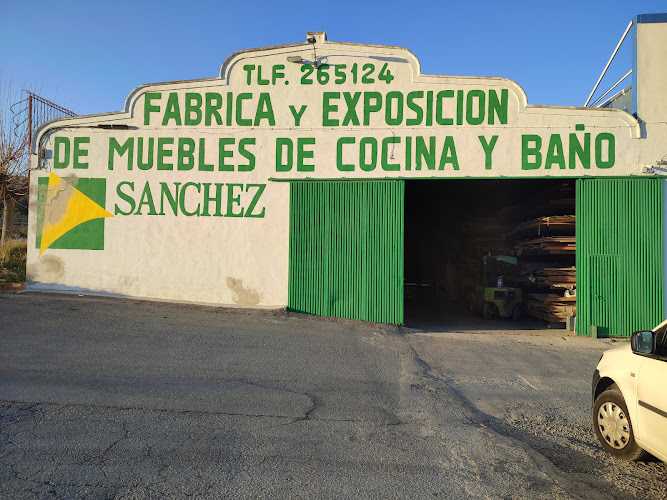 TLF. 265124
FABRICA Y EXPOSICION
DE MUEBLES DE COCINA Y BAÑO
SANCHEZ